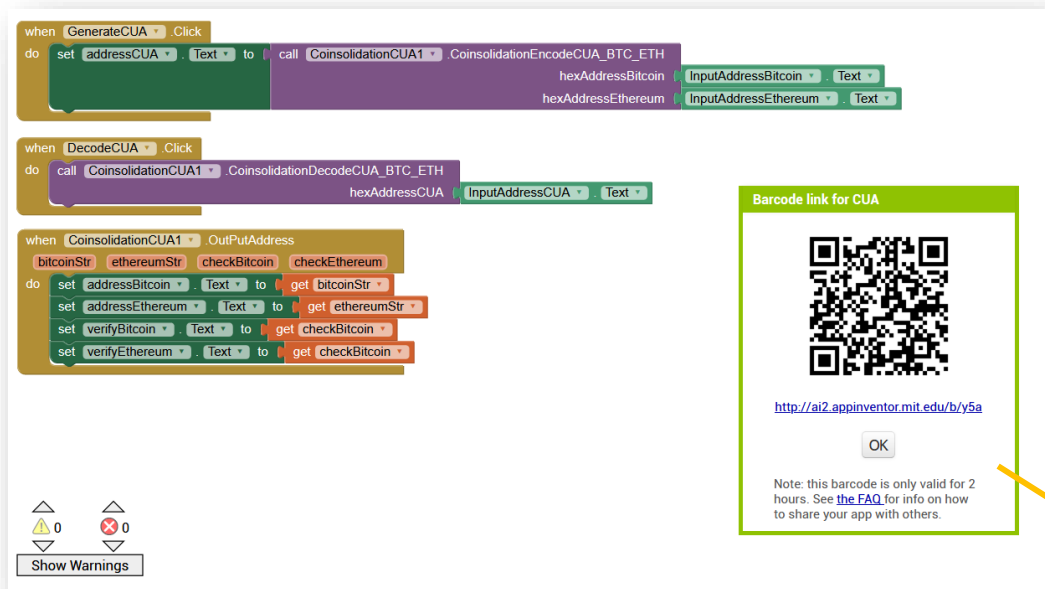 when GenerateCUA .Click
do set addressCUA . Text to call CoinsolidationCUA1 .CoinsolidationEncodeCUA_BTC_ETH
hexAddressBitcoin InputAddressBitcoin . Text
hexAddressEthereum InputAddressEthereum . Text
when DecodeCUA .Click
do call CoinsolidationCUA1 .CoinsolidationDecodeCUA_BTC_ETH
hexAddressCUA InputAddressCUA . Text
when CoinsolidationCUA1 .OutPutAddress
bitcoinStr ethereumStr checkBitcoin checkEthereum
do set addressBitcoin . Text to get bitcoinStr
set addressEthereum . Text to get ethereumStr
set verifyBitcoin . Text to get checkBitcoin
set verifyEthereum . Text to get checkBitcoin
Barcode link for CUA
http://ai2.appinventor.mit.edu/b/y5a
OK
Note: this barcode is only valid for 2
hours. See the FAQ for info on how
to share your app with others.
0 0
Show Warnings